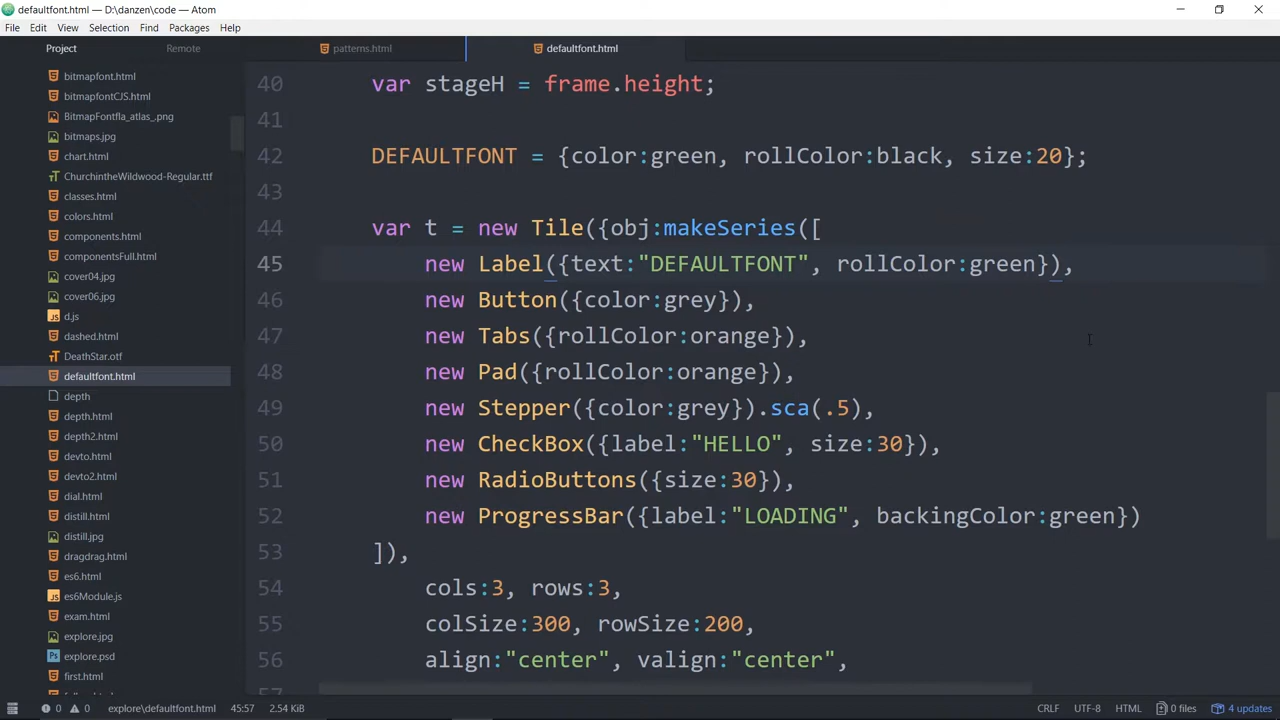 defaultfont.html — D:\danzen\code — Atom
File Edit View Selection Find Packages Help
Project Remote
patterns.html
defaultfont.html
bitmapfont.html
bitmapfontCJS.html
BitmapFontfla_atlas_.png
bitmaps.jpg
chart.html
ChurchintheWildwood-Regular.ttf
classes.html
colors.html
components.html
componentsFull.html
cover04.jpg
cover06.jpg
d.js
dashed.html
DeathStar.otf
defaultfont.html
depth
depth.html
depth2.html
devto.html
devto2.html
dial.html
distill.html
distill.jpg
dragdrag.html
es6.html
es6Module.js
exam.html
explore.jpg
explore.psd
first.html
40 var stageH = frame.height;
41
42 DEFAULTFONT = {color:green, rollColor:black, size:20};
43
44 var t = new Tile({obj:makeSeries([
45 new Label({text:"DEFAULTFONT", rollColor:green}),
46 new Button({color:grey}),
47 new Tabs({rollColor:orange}),
48 new Pad({rollColor:orange}),
49 new Stepper({color:grey}).sca(.5),
50 new CheckBox({label:"HELLO", size:30}),
51 new RadioButtons({size:30}),
52 new ProgressBar({label:"LOADING", backingColor:green})
53 ]),
54 cols:3, rows:3,
55 colSize:300, rowSize:200,
56 align:"center", valign:"center",
57
0 0 explore\defaultfont.html 45:57 2.54 KiB CRLF UTF-8 HTML 0 files 4 updates